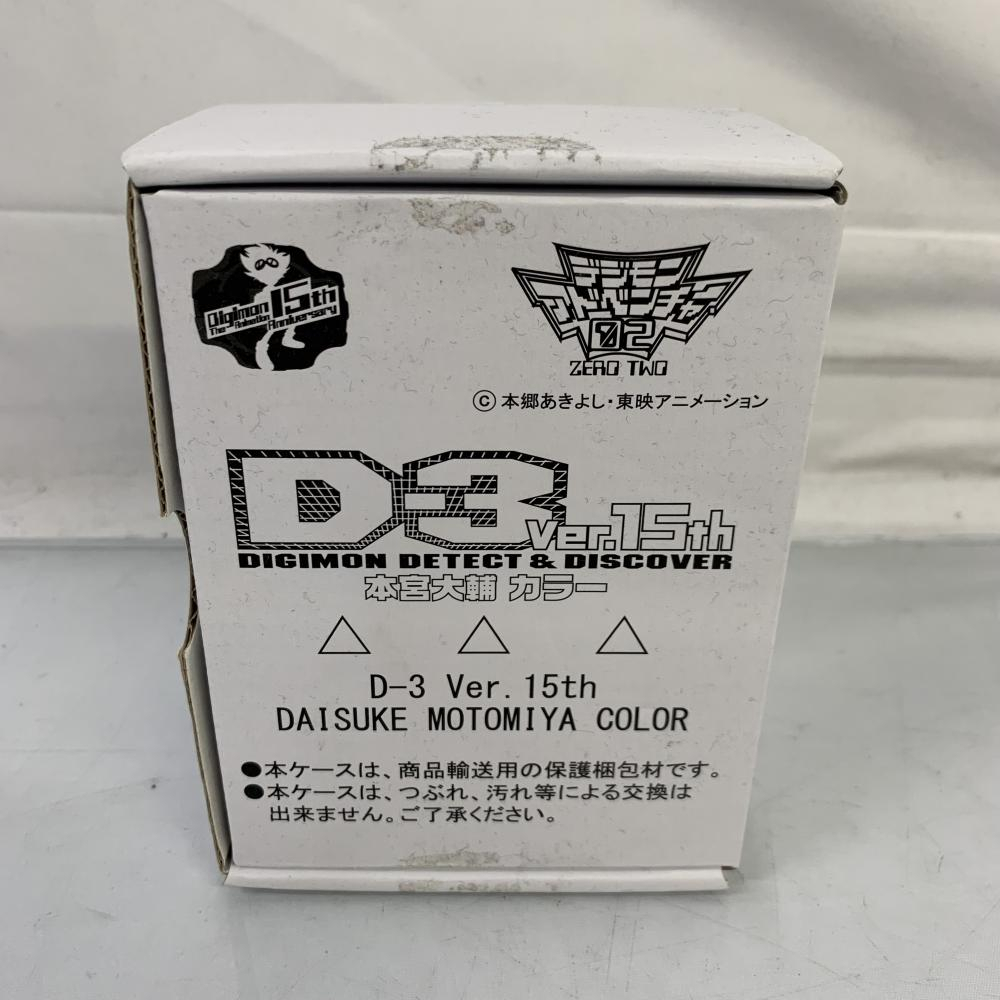 Digimon 15th
The Animation Anniversary
デジモン
アドベンチャー
02
ZERO TWO
©本郷あきよし・東映アニメーション
D-3 Ver.15th
DIGIMON DETECT & DISCOVER
本宮大輔 カラー
△ △ △
D-3 Ver.15th
DAISUKE MOTOMIYA COLOR
●本ケースは、商品輸送用の保護梱包材です。
●本ケースは、つぶれ、汚れ等による交換は
出来ません。ご了承ください。